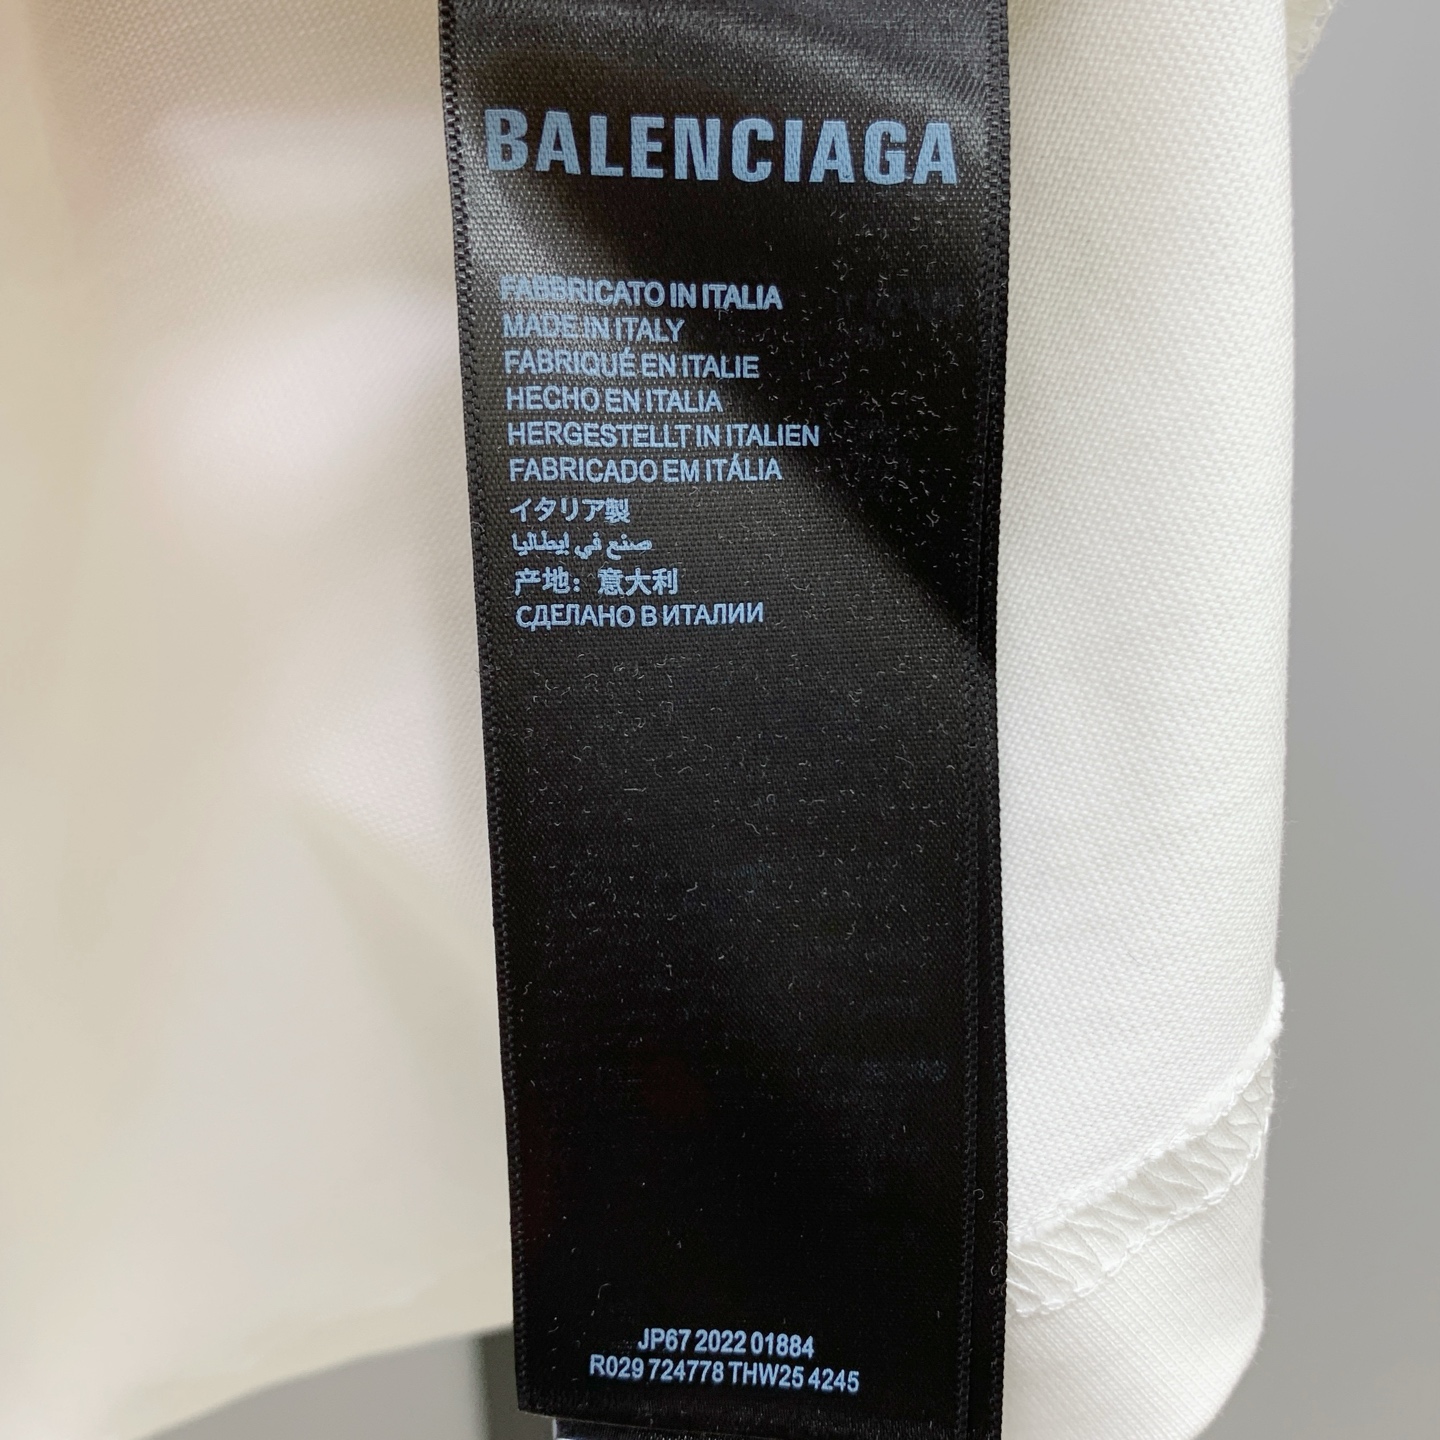 BALENCIAGA
FABBRICATO IN ITALIA
MADE IN ITALY
FABRIQUÉ EN ITALIE
HECHO EN ITALIA
HERGESTELLT IN ITALIEN
FABRICADO EM ITÁLIA
イタリア製
صنع في إيطاليا
产地：意大利
СДЕЛАНО В ИТАЛИИ
JP67 2022 01884
R029 724778 THW25 4245